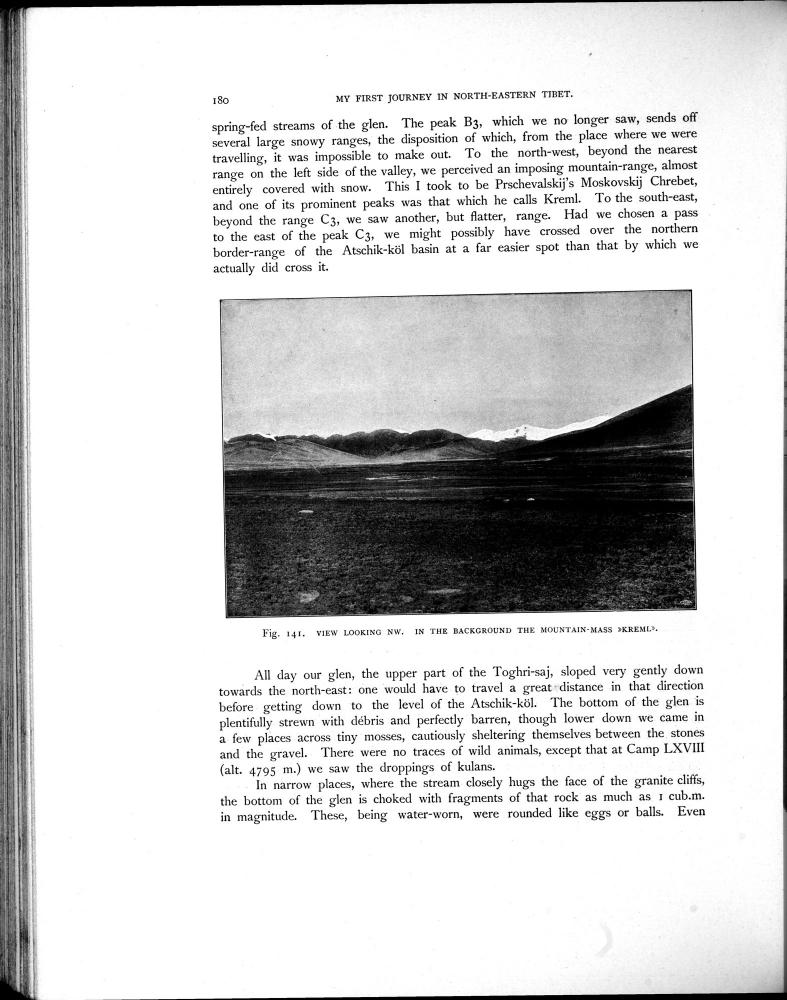 180
MY FIRST JOURNEY IN NORTH-EASTERN TIBET.
spring-fed streams of the glen. The peak B3, which we no longer saw, sends off
several large snowy ranges, the disposition of which, from the place where we were
travelling, it was impossible to make out. To the north-west, beyond the nearest
range on the left side of the valley, we perceived an imposing mountain-range, almost
entirely covered with snow. This I took to be Prschevalskij's Moskovskij Chrebet,
and one of its prominent peaks was that which he calls Kreml. To the south-east,
beyond the range C3, we saw another, but flatter, range. Had we chosen a pass
to the east of the peak C3, we might possibly have crossed over the northern
border-range of the Atschik-köl basin at a far easier spot than that by which we
actually did cross it.
Fig. 141. VIEW LOOKING NW. IN THE BACKGROUND THE MOUNTAIN-MASS »KREML».
All day our glen, the upper part of the Toghri-saj, sloped very gently down
towards the north-east: one would have to travel a great distance in that direction
before getting down to the level of the Atschik-köl. The bottom of the glen is
plentifully strewn with débris and perfectly barren, though lower down we came in
a few places across tiny mosses, cautiously sheltering themselves between the stones
and the gravel. There were no traces of wild animals, except that at Camp LXVIII
(alt. 4795 m.) we saw the droppings of kulans.
In narrow places, where the stream closely hugs the face of the granite cliffs,
the bottom of the glen is choked with fragments of that rock as much as 1 cub.m.
in magnitude. These, being water-worn, were rounded like eggs or balls. Even